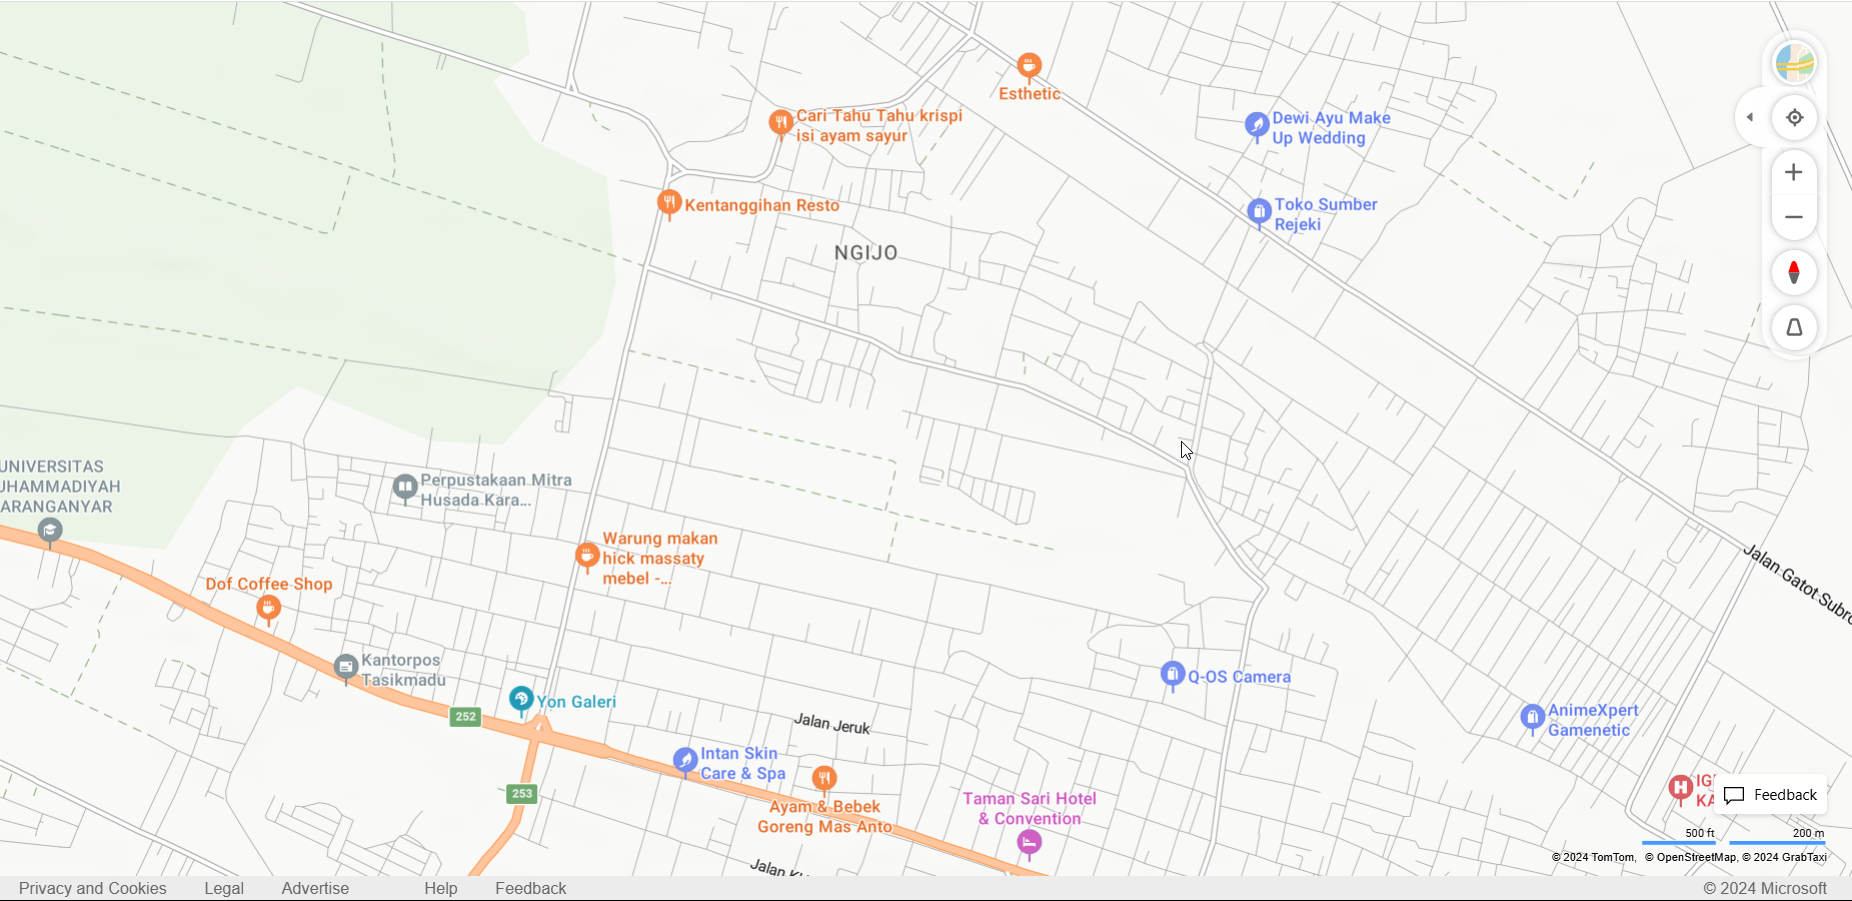 Esthetic
Cari Tahu Tahu krispi
isi ayam sayur
Dewi Ayu Make
Up Wedding
Kentanggihan Resto
Toko Sumber
Rejeki
NGIJO
UNIVERSITAS
UHAMMADIYAH
ARANGANYAR
Perpustakaan Mitra
Husada Kara...
Warung makan
hick massaty
mebel -...
Jalan Gatot Subro
Dof Coffee Shop
Kantorpos
Tasikmadu
Yon Galeri
252
Q-OS Camera
Jalan Jeruk
AnimeXpert
Gamenetic
Intan Skin
Care & Spa
253
Ayam & Bebek
Goreng Mas Anto
Taman Sari Hotel
& Convention
H
KA
Feedback
500 ft
200 m
© 2024 TomTom, © OpenStreetMap, © 2024 GrabTaxi
Jalan
Privacy and Cookies
Legal
Advertise
Help
Feedback
© 2024 Microsoft